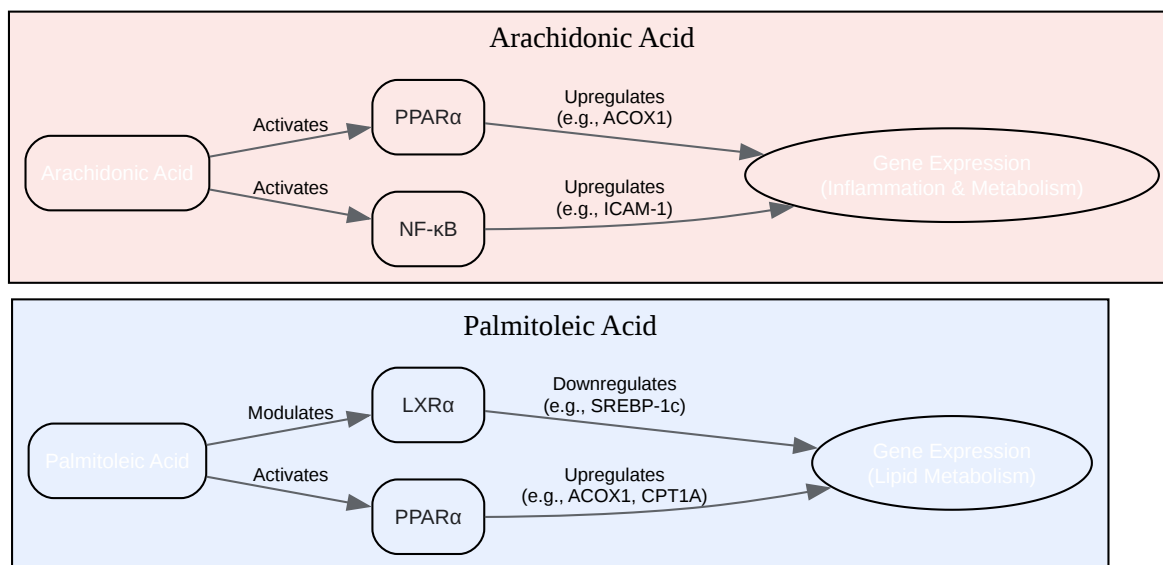 Arachidonic Acid
Arachidonic Acid
Activates
Activates
PPARα
NF-κB
Upregulates
(e.g., ACOX1)
Upregulates
(e.g., ICAM-1)
Gene Expression
(Inflammation & Metabolism)
Palmitoleic Acid
Palmitoleic Acid
Modulates
Activates
LXRα
PPARα
Downregulates
(e.g., SREBP-1c)
Upregulates
(e.g., ACOX1, CPT1A)
Gene Expression
(Lipid Metabolism)